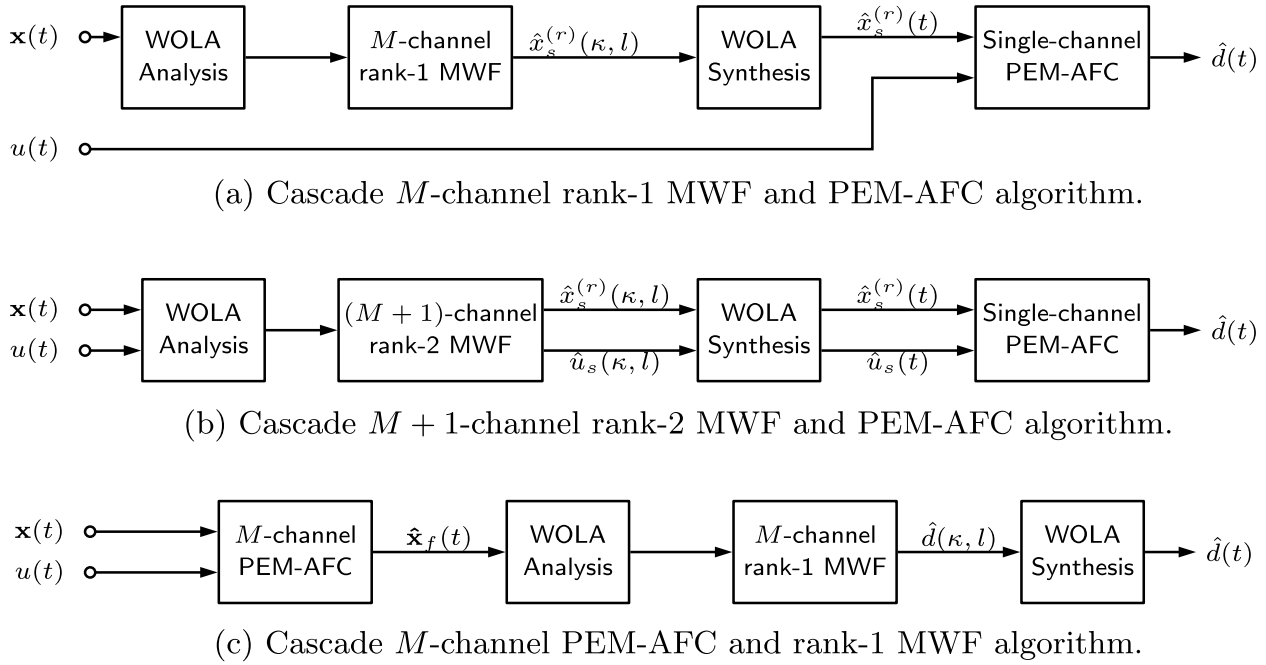 x(t)
WOLA
Analysis
M-channel
rank-1 MWF
x̂_s^(r)(κ, l)
WOLA
Synthesis
x̂_s^(r)(t)
Single-channel
PEM-AFC
d̂(t)
u(t)
(a) Cascade M-channel rank-1 MWF and PEM-AFC algorithm.
x(t)
u(t)
WOLA
Analysis
(M + 1)-channel
rank-2 MWF
x̂_s^(r)(κ, l)
û_s(κ, l)
WOLA
Synthesis
x̂_s^(r)(t)
û_s(t)
Single-channel
PEM-AFC
d̂(t)
(b) Cascade M + 1-channel rank-2 MWF and PEM-AFC algorithm.
x(t)
u(t)
M-channel
PEM-AFC
x̂_f(t)
WOLA
Analysis
M-channel
rank-1 MWF
d̂(κ, l)
WOLA
Synthesis
d̂(t)
(c) Cascade M-channel PEM-AFC and rank-1 MWF algorithm.